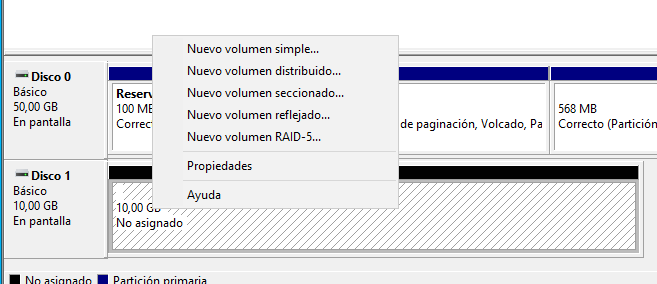 Nuevo volumen simple...
Nuevo volumen distribuido...
Nuevo volumen seccionado...
Nuevo volumen reflejado...
Nuevo volumen RAID-5...
Propiedades
Ayuda
Disco 0
Básico
50,00 GB
En pantalla
Reserv
100 MB
Correct
de paginación, Volcado, Pa
568 MB
Correcto (Partición
Disco 1
Básico
10,00 GB
En pantalla
10,00 GB
No asignado
No asignado Partición primaria